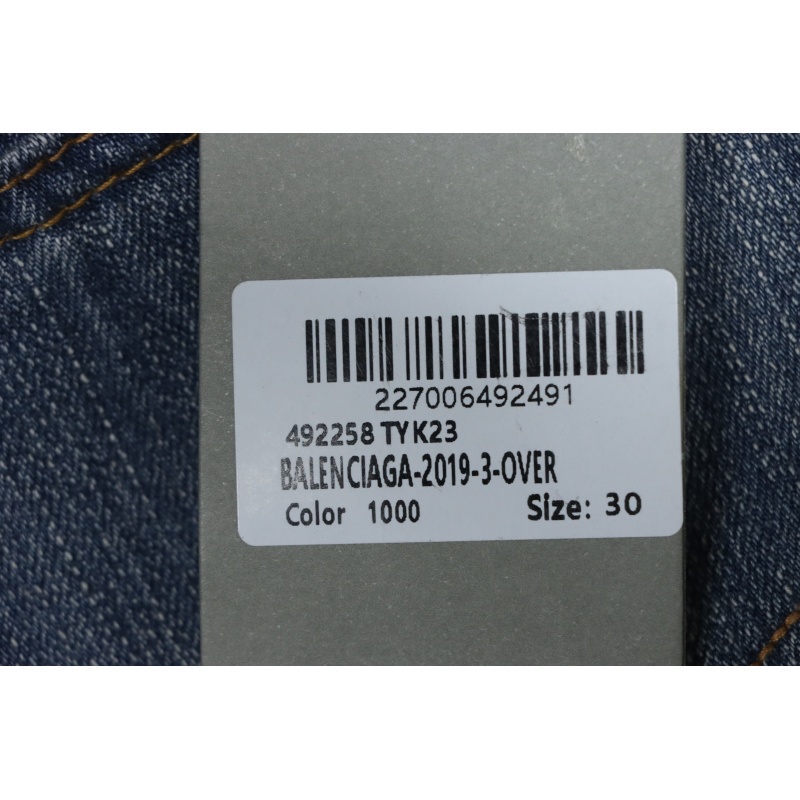 227006492491
492258 TYK23
BALENCIAGA-2019-3-OVER
Color 1000 Size: 30